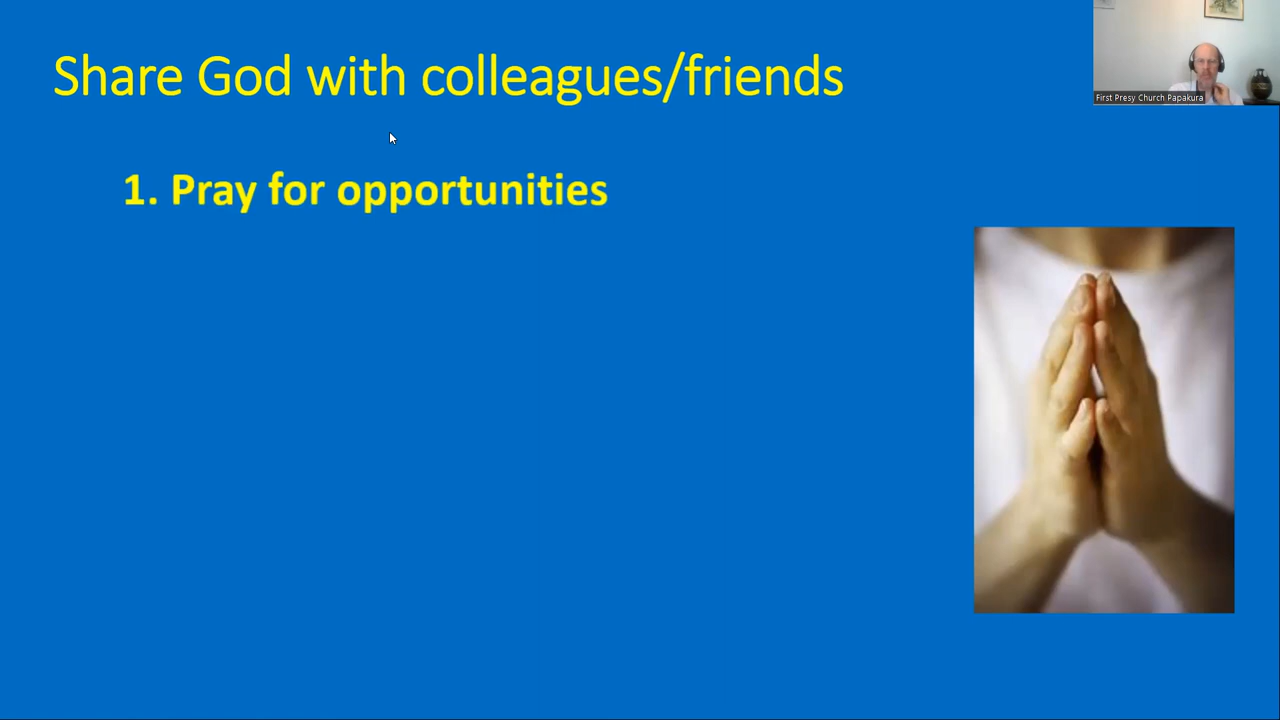 Share God with colleagues/friends
First Presy Church Papakura
1. Pray for opportunities